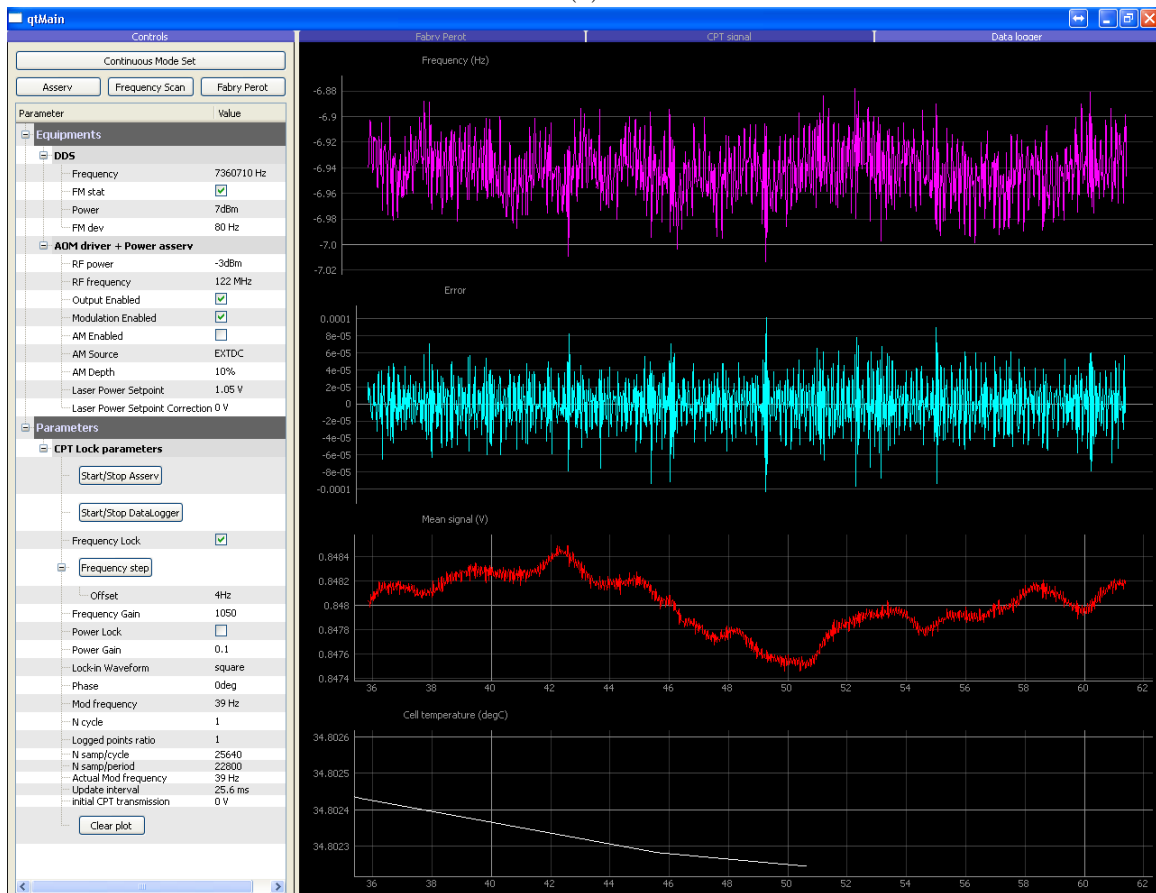 qtMain
Controls
Continuous Mode Set
Asserv Frequency Scan Fabry Perot
Parameter Value
Equipments
DDS
Frequency 7360710 Hz
FM stat
Power 7dBm
FM dev 80 Hz
AOM driver + Power asserv
RF power -3dBm
RF frequency 122 MHz
Output Enabled
Modulation Enabled
AM Enabled
AM Source EXTDC
AM Depth 10%
Laser Power Setpoint 1.05 V
Laser Power Setpoint Correction 0 V
Parameters
CPT Lock parameters
Start/Stop Asserv
Start/Stop DataLogger
Frequency Lock
Frequency step
Offset 4Hz
Frequency Gain 1050
Power Lock
Power Gain 0.1
Lock-in Waveform square
Phase 0deg
Mod frequency 39 Hz
N cycle 1
Logged points ratio 1
N samp/cycle 25640
N samp/period 22800
Actual Mod frequency 39 Hz
Update interval 25.6 ms
initial CPT transmission 0 V
Clear plot
Fabry Perot CPT signal Data logger
Frequency (Hz)
-6.88
-6.9
-6.92
-6.94
-6.96
-6.98
-7.0
-7.02
Error
0.0001
8e-05
6e-05
4e-05
2e-05
0
-2e-05
-4e-05
-6e-05
-8e-05
-0.0001
Mean signal (V)
0.8484
0.8482
0.848
0.8478
0.8476
0.8474
36 38 40 42 44 46 48 50 52 54 56 58 60 62
Cell temperature (degC)
34.8026
34.8025
34.8024
34.8023
36 38 40 42 44 46 48 50 52 54 56 58 60 62